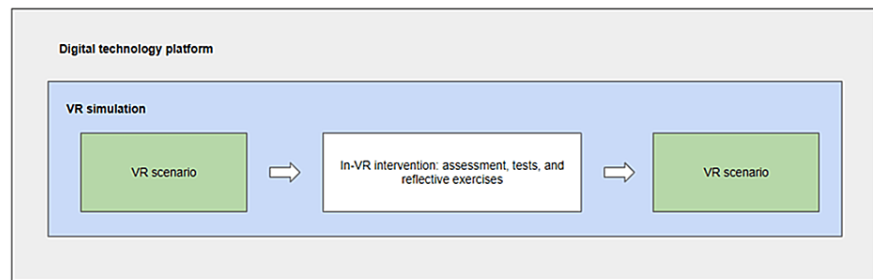 Digital technology platform
VR simulation
VR scenario
In-VR intervention: assessment, tests, and
reflective exercises
VR scenario